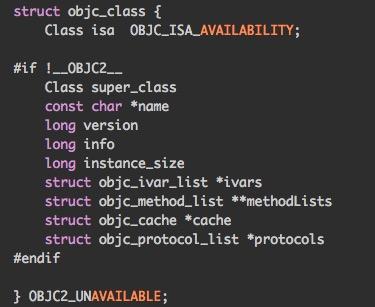 struct objc_class {
    Class isa  OBJC_ISA_AVAILABILITY;

#if !__OBJC2__
    Class super_class
    const char *name
    long version
    long info
    long instance_size
    struct objc_ivar_list *ivars
    struct objc_method_list **methodLists
    struct objc_cache *cache
    struct objc_protocol_list *protocols
#endif

} OBJC2_UNAVAILABLE;